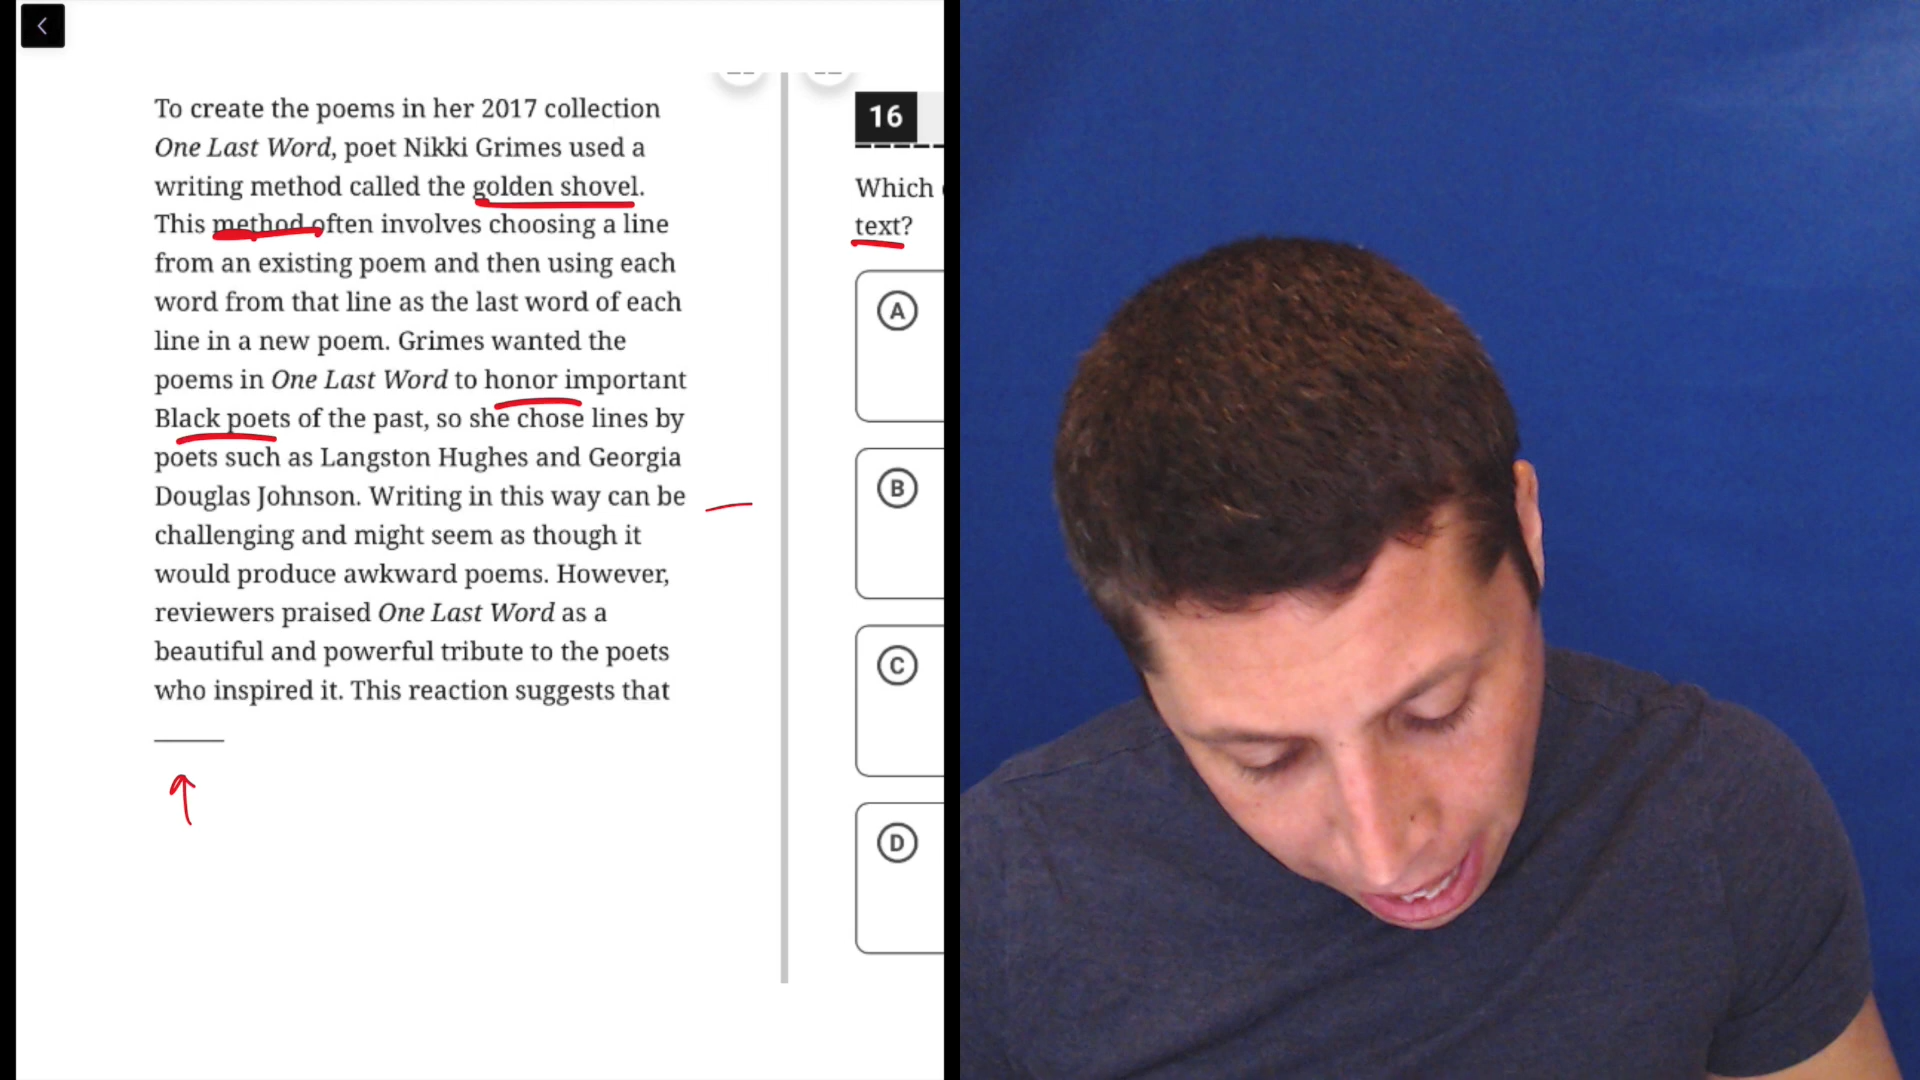 To create the poems in her 2017 collection
One Last Word, poet Nikki Grimes used a
writing method called the golden shovel.
This method often involves choosing a line
from an existing poem and then using each
word from that line as the last word of each
line in a new poem. Grimes wanted the
poems in One Last Word to honor important
Black poets of the past, so she chose lines by
poets such as Langston Hughes and Georgia
Douglas Johnson. Writing in this way can be
challenging and might seem as though it
would produce awkward poems. However,
reviewers praised One Last Word as a
beautiful and powerful tribute to the poets
who inspired it. This reaction suggests that
______
16
Which
text?
A
B
C
D